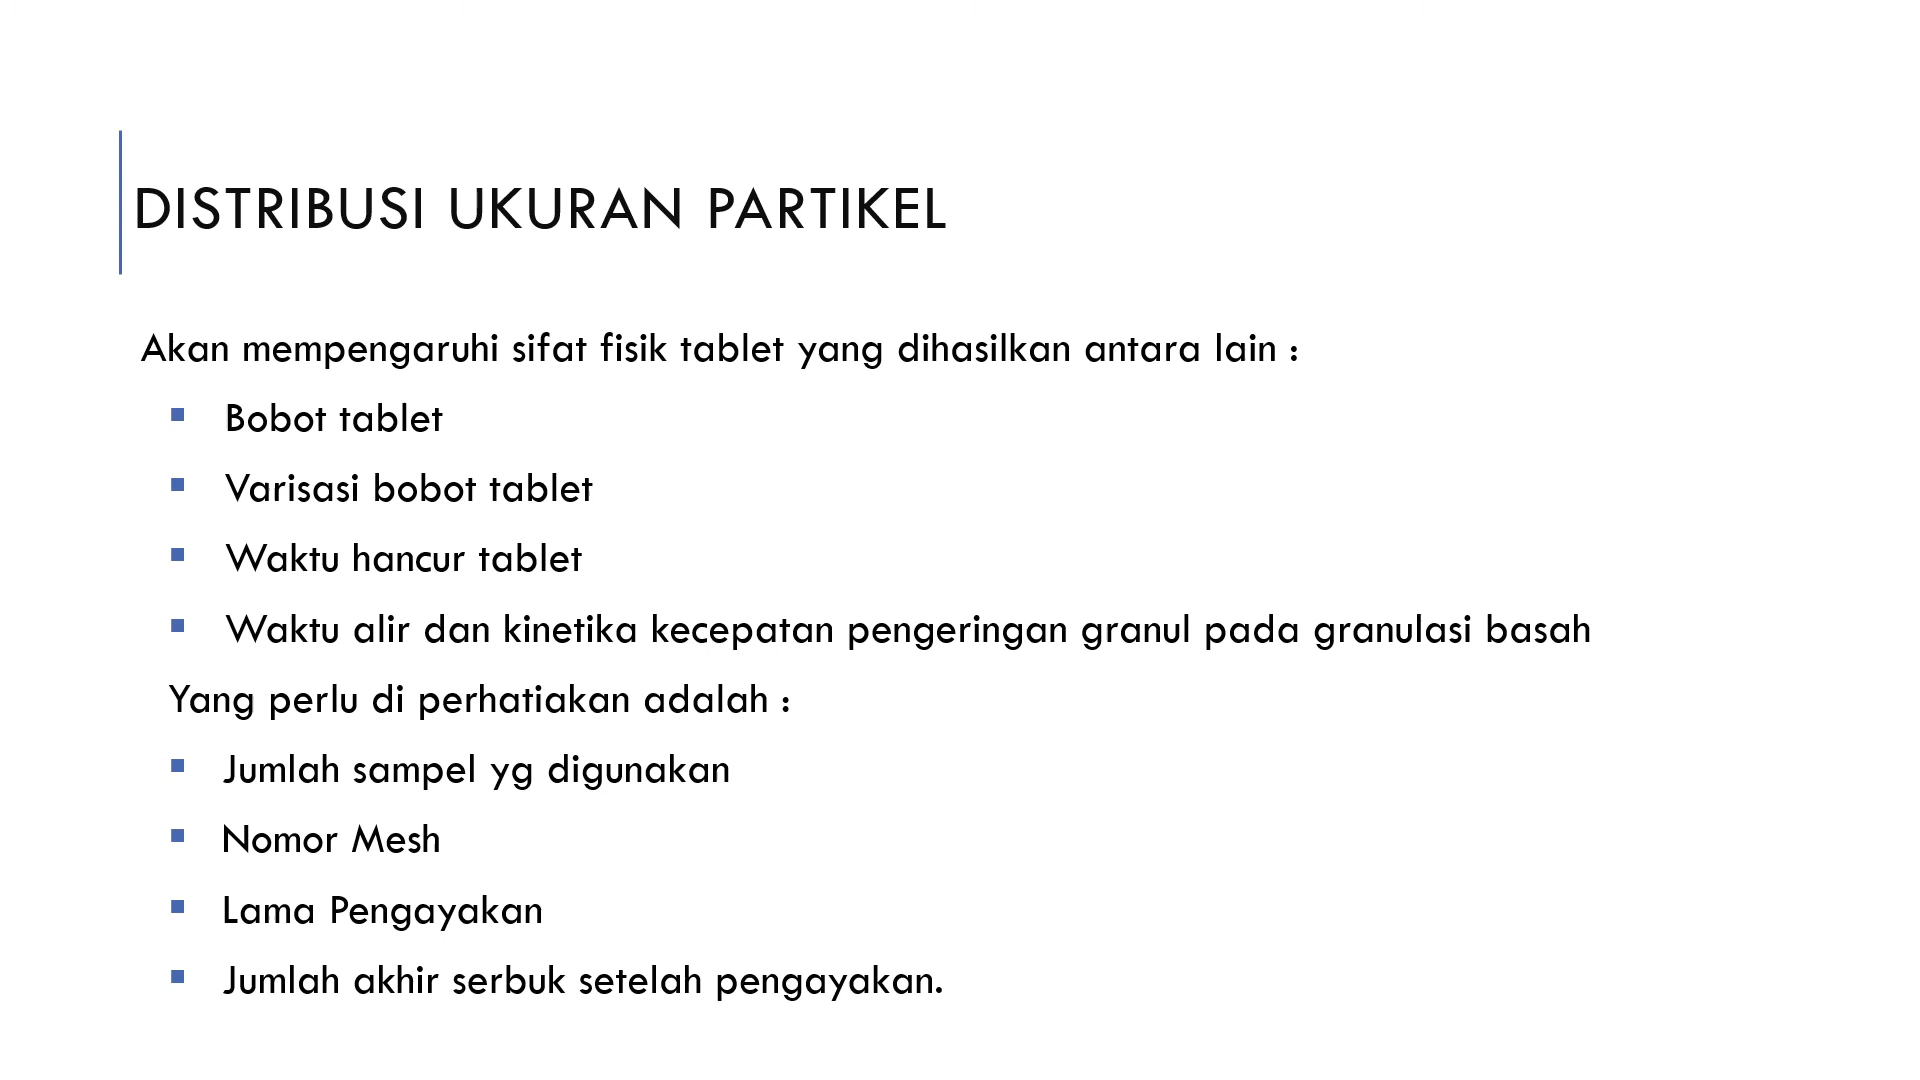 DISTRIBUSI UKURAN PARTIKEL
Akan mempengaruhi sifat fisik tablet yang dihasilkan antara lain :
▪ Bobot tablet
▪ Varisasi bobot tablet
▪ Waktu hancur tablet
▪ Waktu alir dan kinetika kecepatan pengeringan granul pada granulasi basah
Yang perlu di perhatiakan adalah :
▪ Jumlah sampel yg digunakan
▪ Nomor Mesh
▪ Lama Pengayakan
▪ Jumlah akhir serbuk setelah pengayakan.